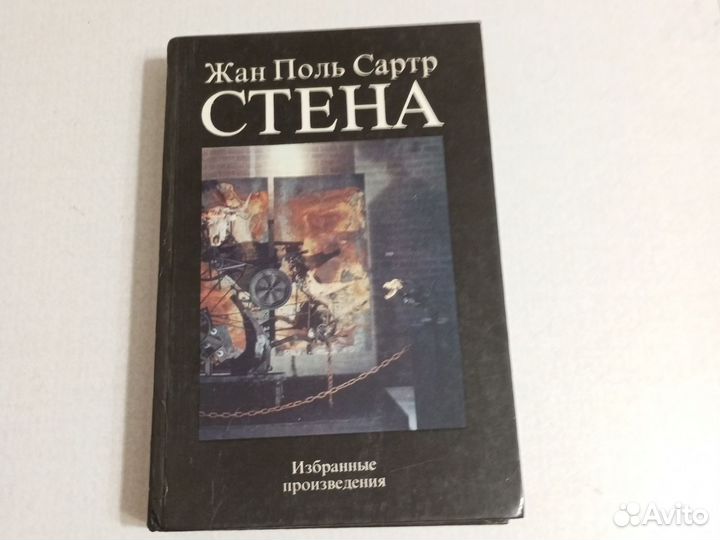 Жан Поль Сартр
СТЕНА
Избранные
произведения
Avito